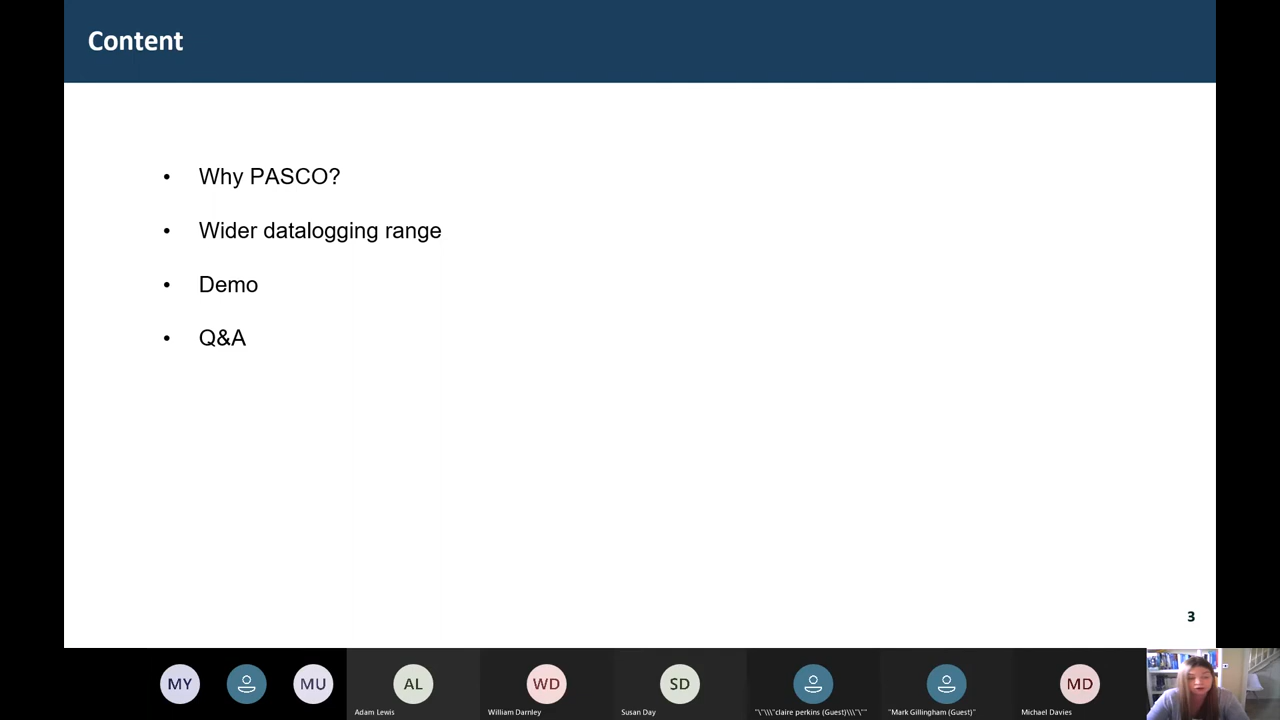 Content
• Why PASCO?
• Wider datalogging range
• Demo
• Q&A
3
MY
MU
AL
WD
SD
MD
Adam Lewis
William Darnley
Susan Day
"\"\\\"claire perkins (Guest)\\\"\""
"Mark Gillingham (Guest)"
Michael Davies